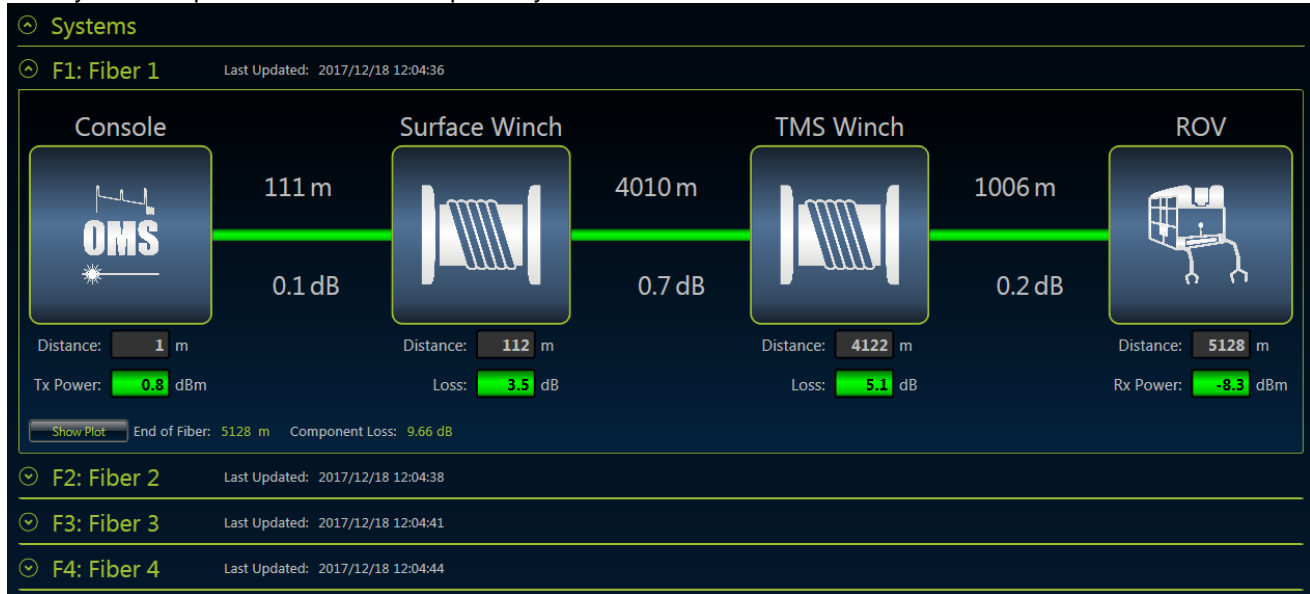 Systems
F1: Fiber 1 Last Updated: 2017/12/18 12:04:36
Console Surface Winch TMS Winch ROV
111 m 4010 m 1006 m
OMS
0.1 dB 0.7 dB 0.2 dB
Distance: 1 m Distance: 112 m Distance: 4122 m Distance: 5128 m
Tx Power: 0.8 dBm Loss: 3.5 dB Loss: 5.1 dB Rx Power: -8.3 dBm
Show Plot End of Fiber: 5128 m Component Loss: 9.66 dB
F2: Fiber 2 Last Updated: 2017/12/18 12:04:38
F3: Fiber 3 Last Updated: 2017/12/18 12:04:41
F4: Fiber 4 Last Updated: 2017/12/18 12:04:44